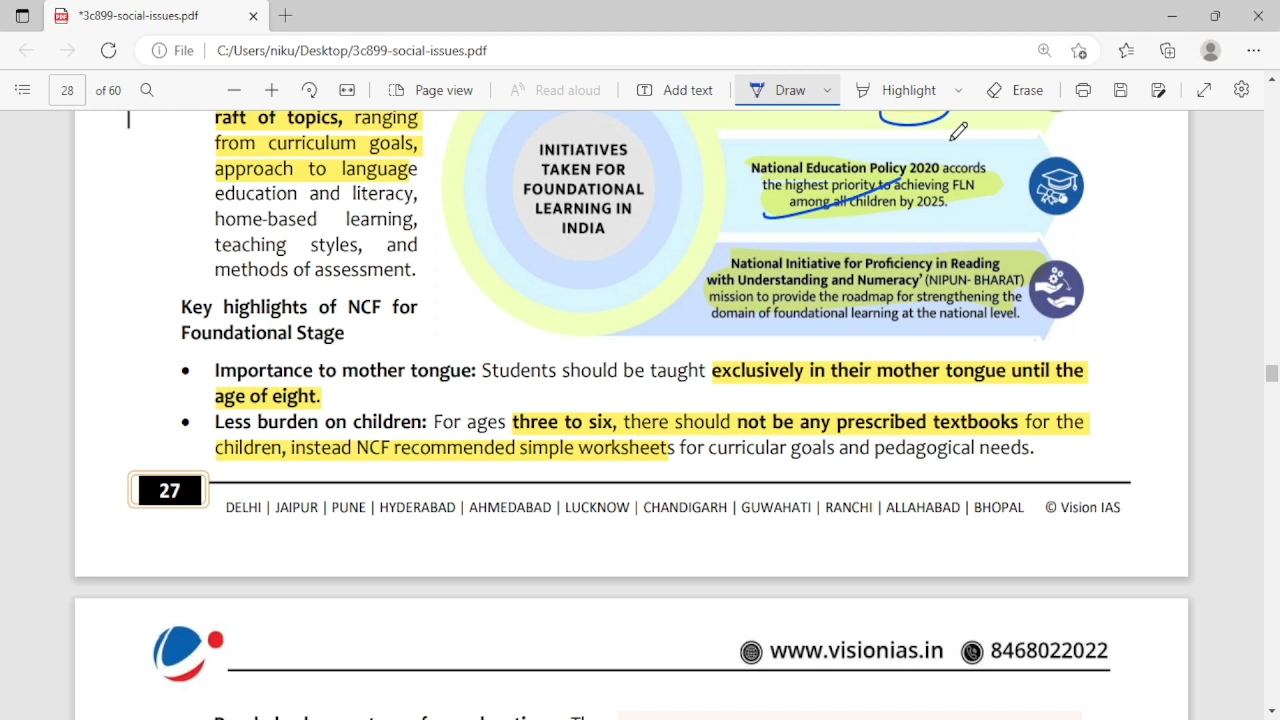 *3c899-social-issues.pdf
File C:/Users/niku/Desktop/3c899-social-issues.pdf
28 of 60 Page view Read aloud Add text Draw Highlight Erase
raft of topics, ranging
from curriculum goals,
approach to language
education and literacy,
home-based learning,
teaching styles, and
methods of assessment.
INITIATIVES
TAKEN FOR
FOUNDATIONAL
LEARNING IN
INDIA
National Education Policy 2020 accords
the highest priority to achieving FLN
among all children by 2025.
National Initiative for Proficiency in Reading
with Understanding and Numeracy’ (NIPUN- BHARAT)
mission to provide the roadmap for strengthening the
domain of foundational learning at the national level.
Key highlights of NCF for
Foundational Stage
• Importance to mother tongue: Students should be taught exclusively in their mother tongue until the
age of eight.
• Less burden on children: For ages three to six, there should not be any prescribed textbooks for the
children, instead NCF recommended simple worksheets for curricular goals and pedagogical needs.
27
DELHI | JAIPUR | PUNE | HYDERABAD | AHMEDABAD | LUCKNOW | CHANDIGARH | GUWAHATI | RANCHI | ALLAHABAD | BHOPAL © Vision IAS
www.visionias.in 8468022022